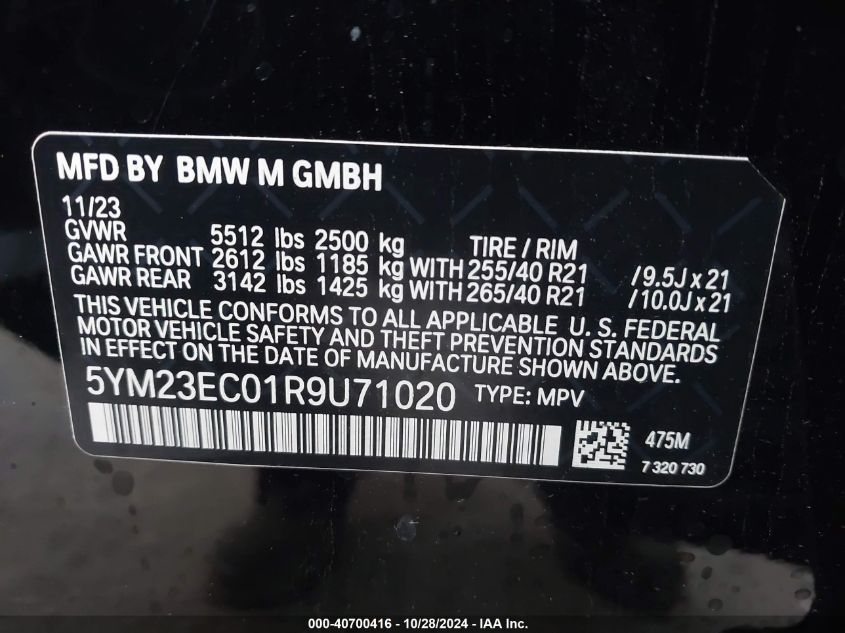 MFD BY BMW M GMBH
11/23
GVWR 5512 lbs 2500 kg TIRE / RIM
GAWR FRONT 2612 lbs 1185 kg WITH 255/40 R21 /9.5J x 21
GAWR REAR 3142 lbs 1425 kg WITH 265/40 R21 /10.0J x 21
THIS VEHICLE CONFORMS TO ALL APPLICABLE U. S. FEDERAL
MOTOR VEHICLE SAFETY AND THEFT PREVENTION STANDARDS
IN EFFECT ON THE DATE OF MANUFACTURE SHOWN ABOVE.
5YM23EC01R9U71020 TYPE: MPV
475M
7 320 730
000-40700416 - 10/28/2024 - IAA Inc.